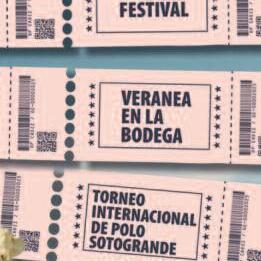 FESTIVAL
VERANEA
EN LA
BODEGA
TORNEO
INTERNACIONAL
DE POLO
SOTOGRANDE